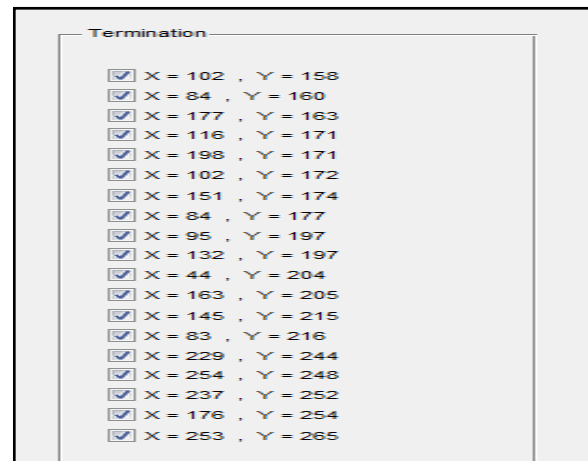 Termination
X = 102 , Y = 158
X = 84 , Y = 160
X = 177 , Y = 163
X = 116 , Y = 171
X = 198 , Y = 171
X = 102 , Y = 172
X = 151 , Y = 174
X = 84 , Y = 177
X = 95 , Y = 197
X = 132 , Y = 197
X = 44 , Y = 204
X = 163 , Y = 205
X = 145 , Y = 215
X = 83 , Y = 216
X = 229 , Y = 244
X = 254 , Y = 248
X = 237 , Y = 252
X = 176 , Y = 254
X = 253 , Y = 265